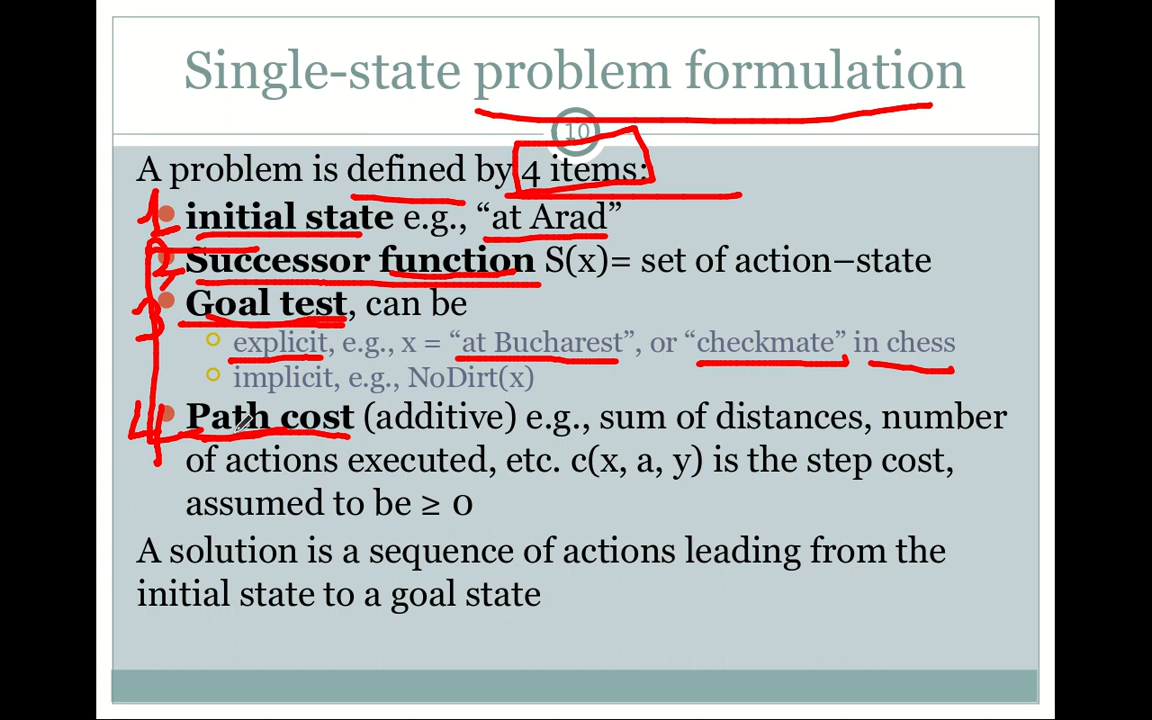 Single-state problem formulation
10
A problem is defined by 4 items:
1 initial state e.g., “at Arad”
2 Successor function S(x)= set of action–state
3 Goal test, can be
explicit, e.g., x = “at Bucharest”, or “checkmate” in chess
implicit, e.g., NoDirt(x)
4 Path cost (additive) e.g., sum of distances, number
of actions executed, etc. c(x, a, y) is the step cost,
assumed to be ≥ 0
A solution is a sequence of actions leading from the
initial state to a goal state